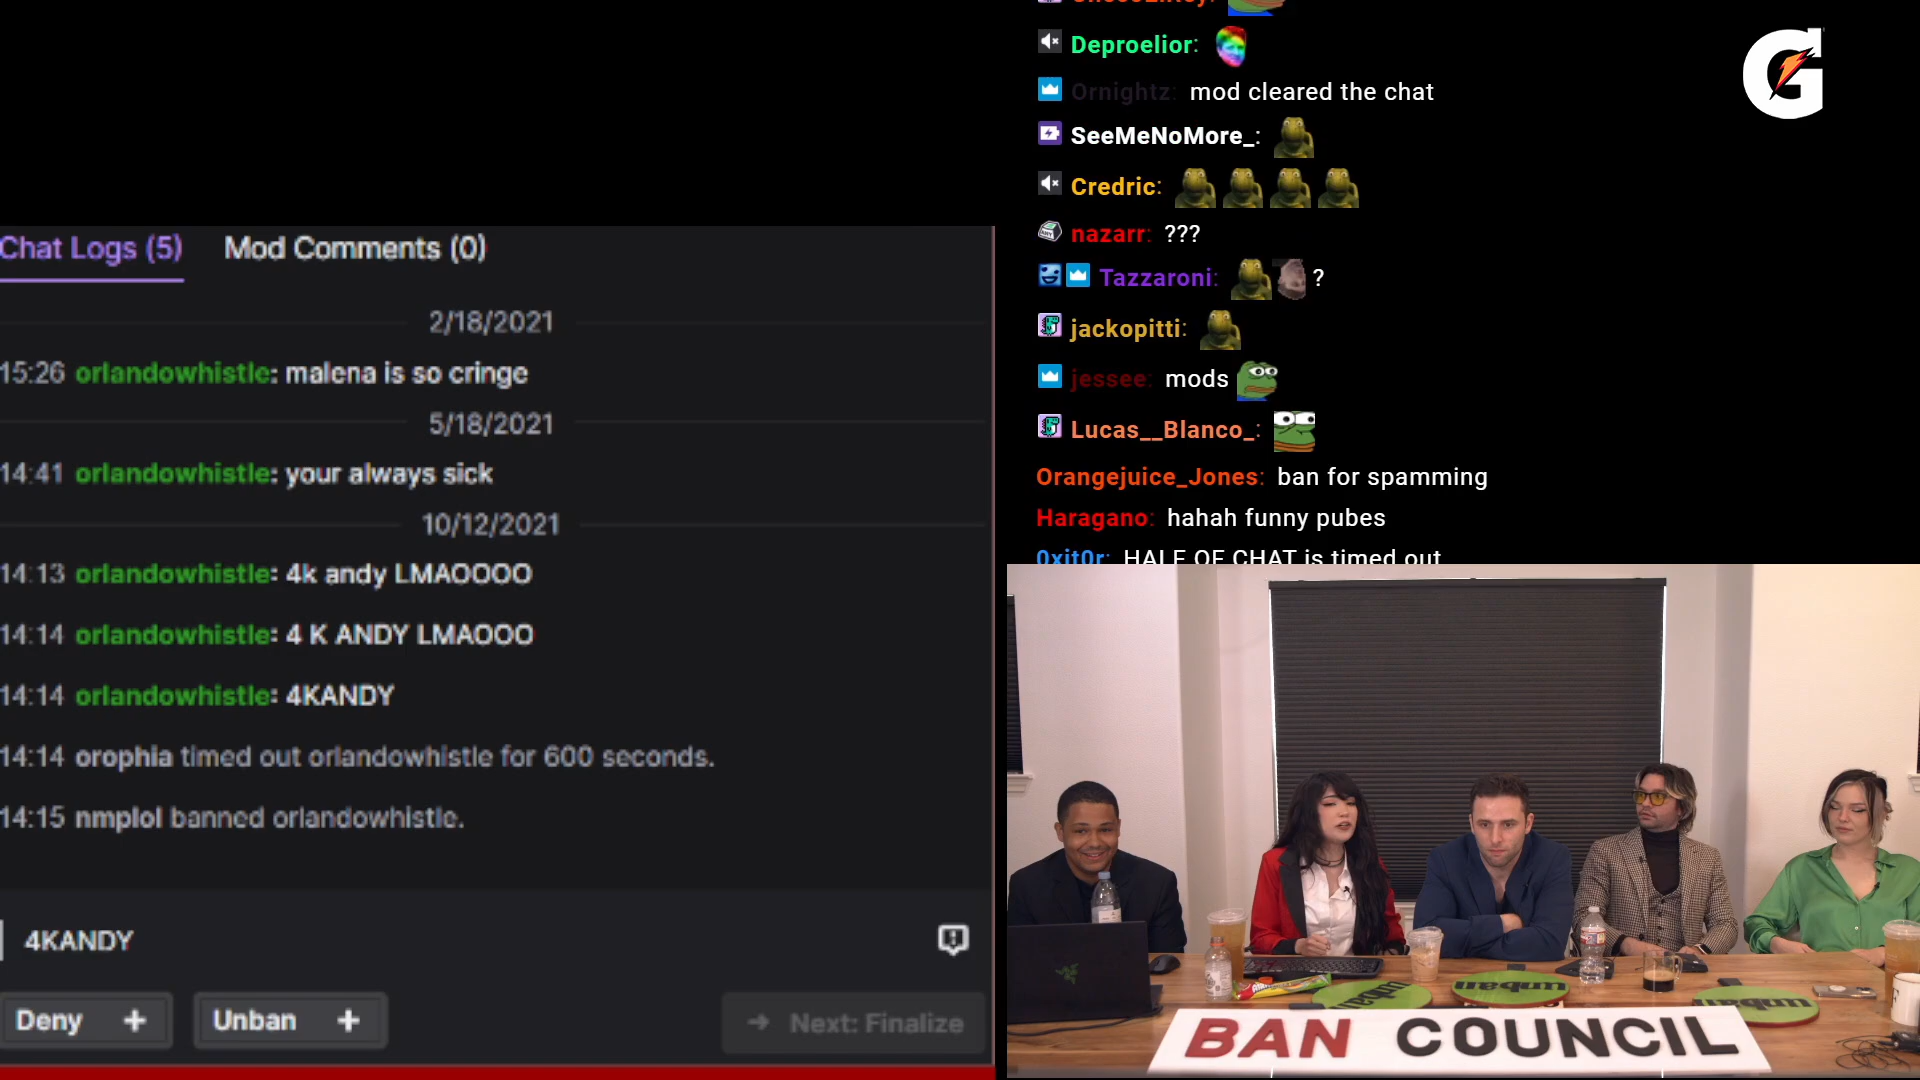 Chat Logs (5)
Mod Comments (0)
2/18/2021
15:26 orlandowhistle: malena is so cringe
5/18/2021
14:41 orlandowhistle: your always sick
10/12/2021
14:13 orlandowhistle: 4k andy LMAOOOO
14:14 orlandowhistle: 4 K ANDY LMAOOO
14:14 orlandowhistle: 4KANDY
14:14 orophia timed out orlandowhistle for 600 seconds.
14:15 nmplol banned orlandowhistle.
4KANDY
Deny +
Unban +
→ Next: Finalize
Deproelior:
Ornightz: mod cleared the chat
SeeMeNoMore_:
Credric:
nazarr: ???
Tazzaroni: ?
jackopitti:
jessee: mods
Lucas__Blanco_:
Orangejuice_Jones: ban for spamming
Haragano: hahah funny pubes
0xit0r: HALF OF CHAT is timed out
G
unban
unban
unban
BAN COUNCIL